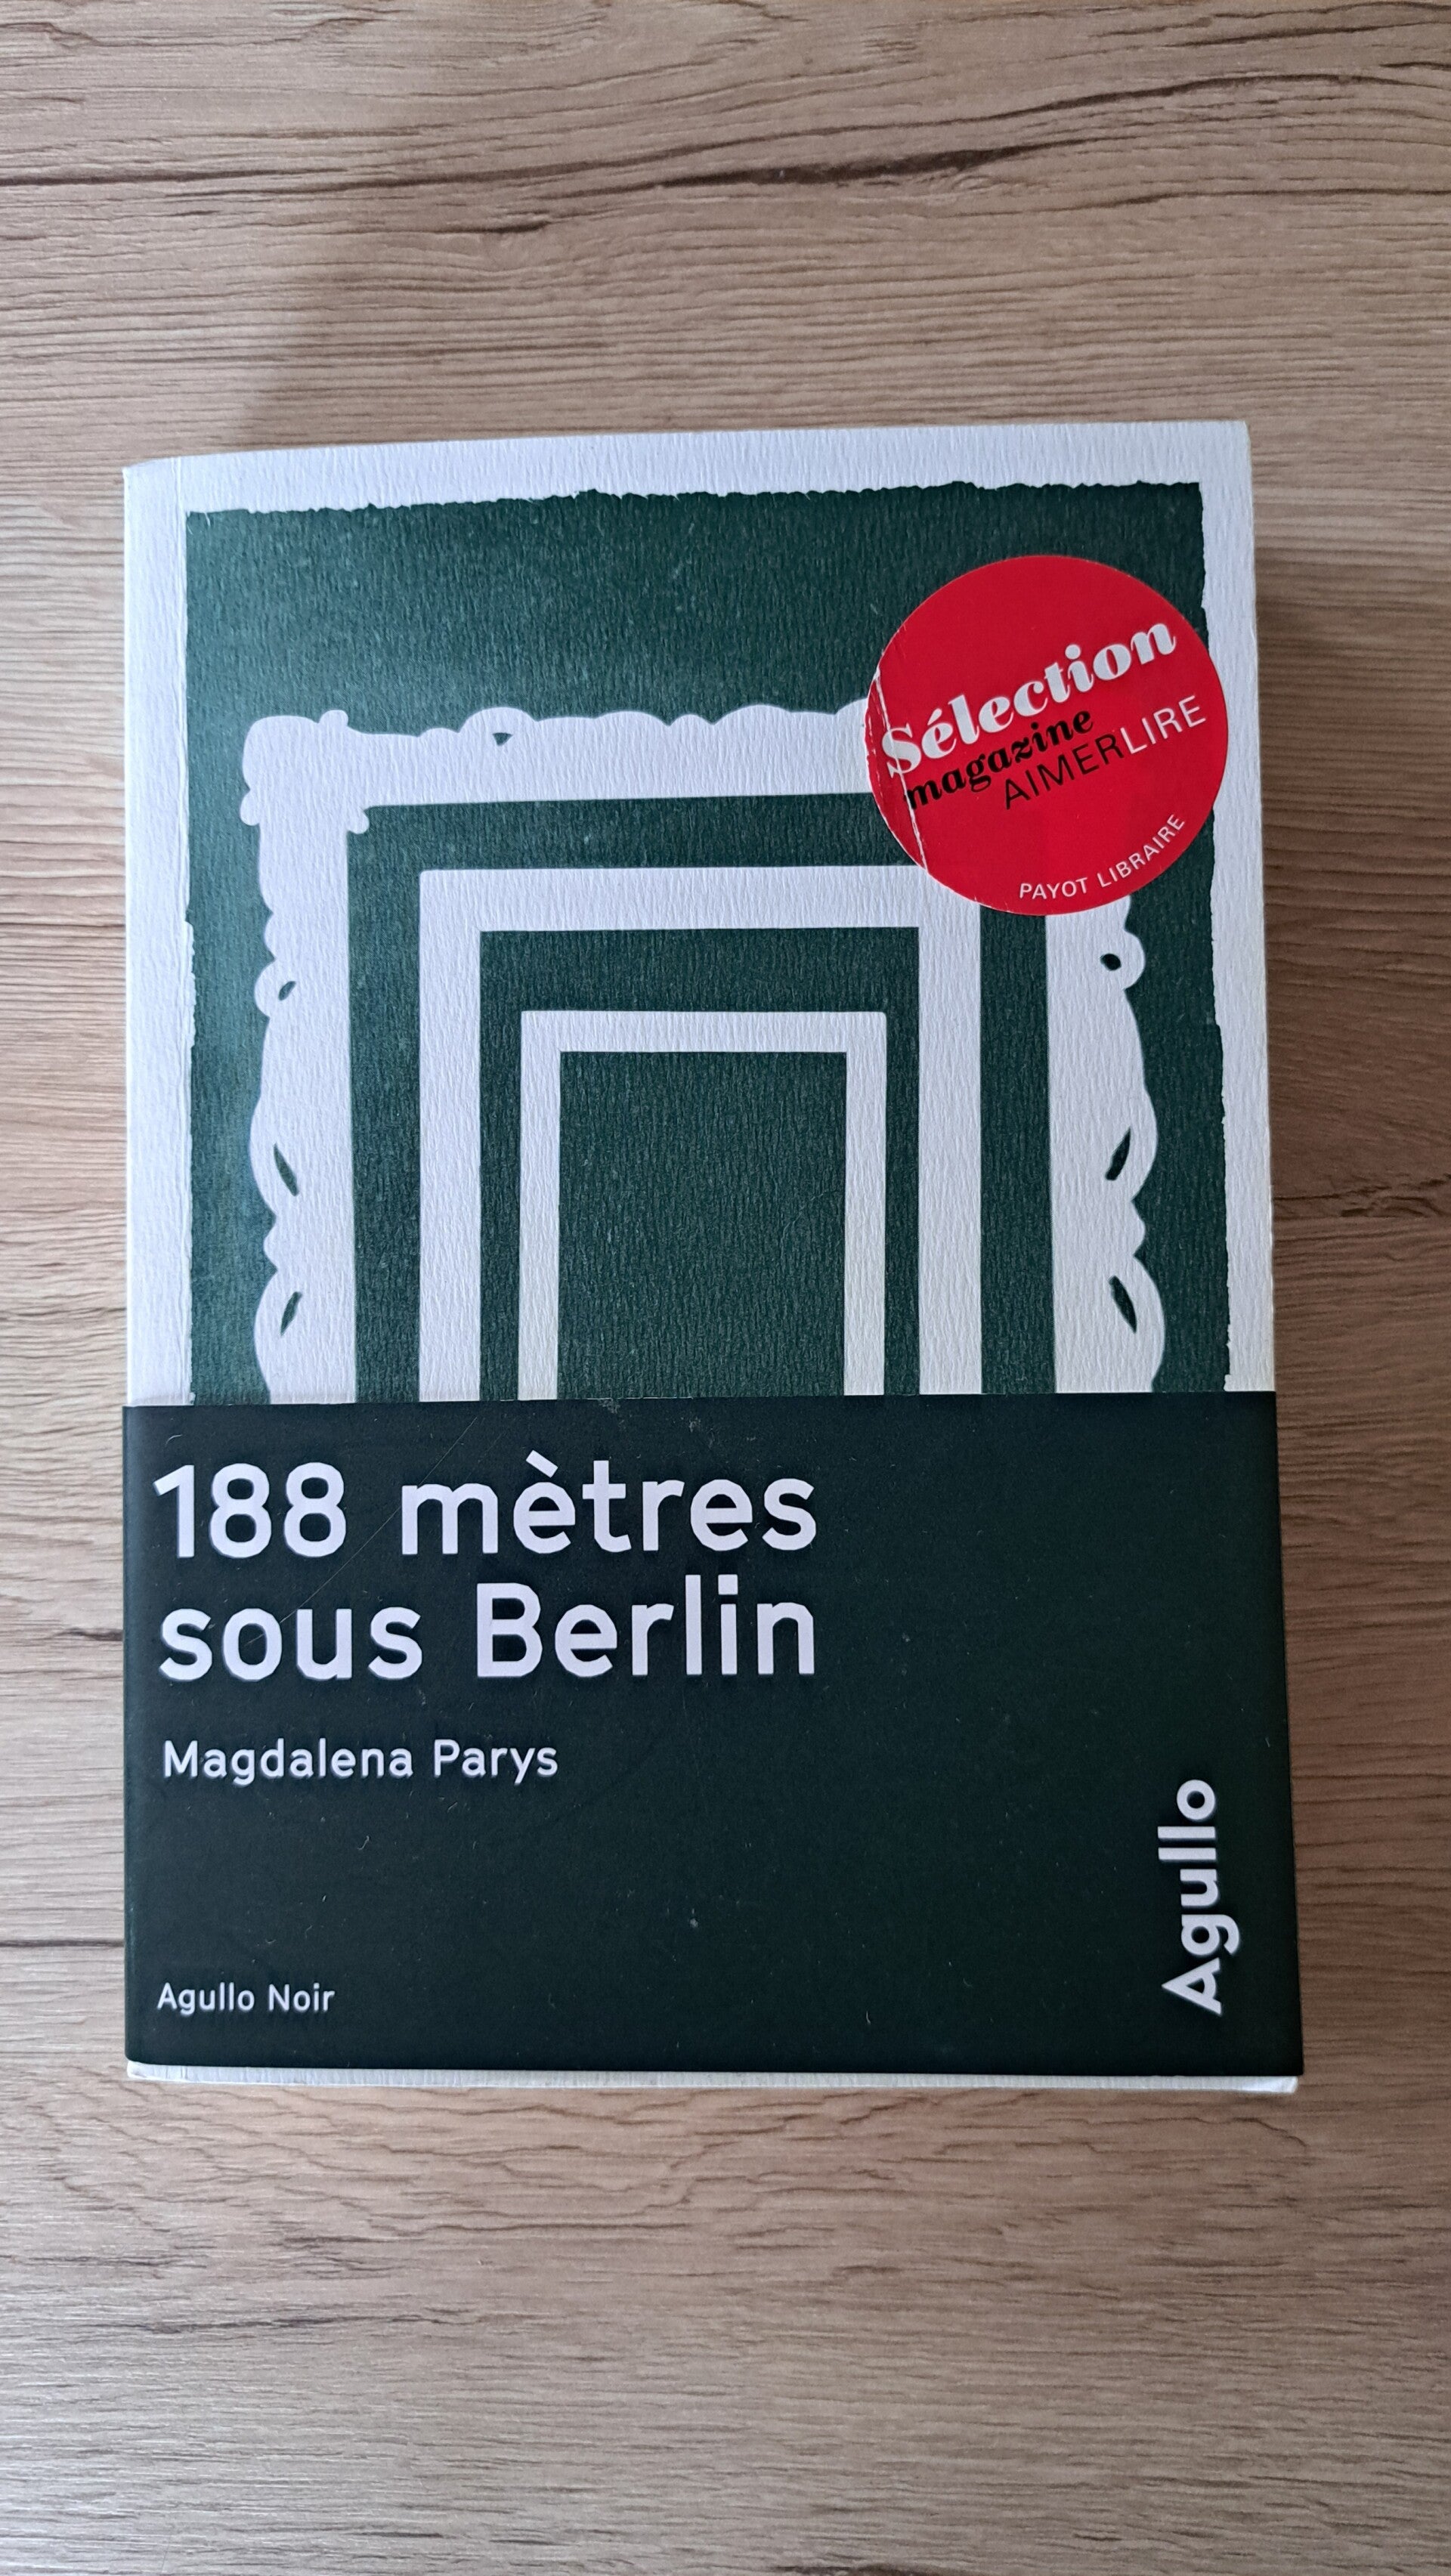 Sélection
magazine
AIMERLIRE
PAYOT LIBRAIRE
188 mètres
sous Berlin
Magdalena Parys
Agullo
Agullo Noir